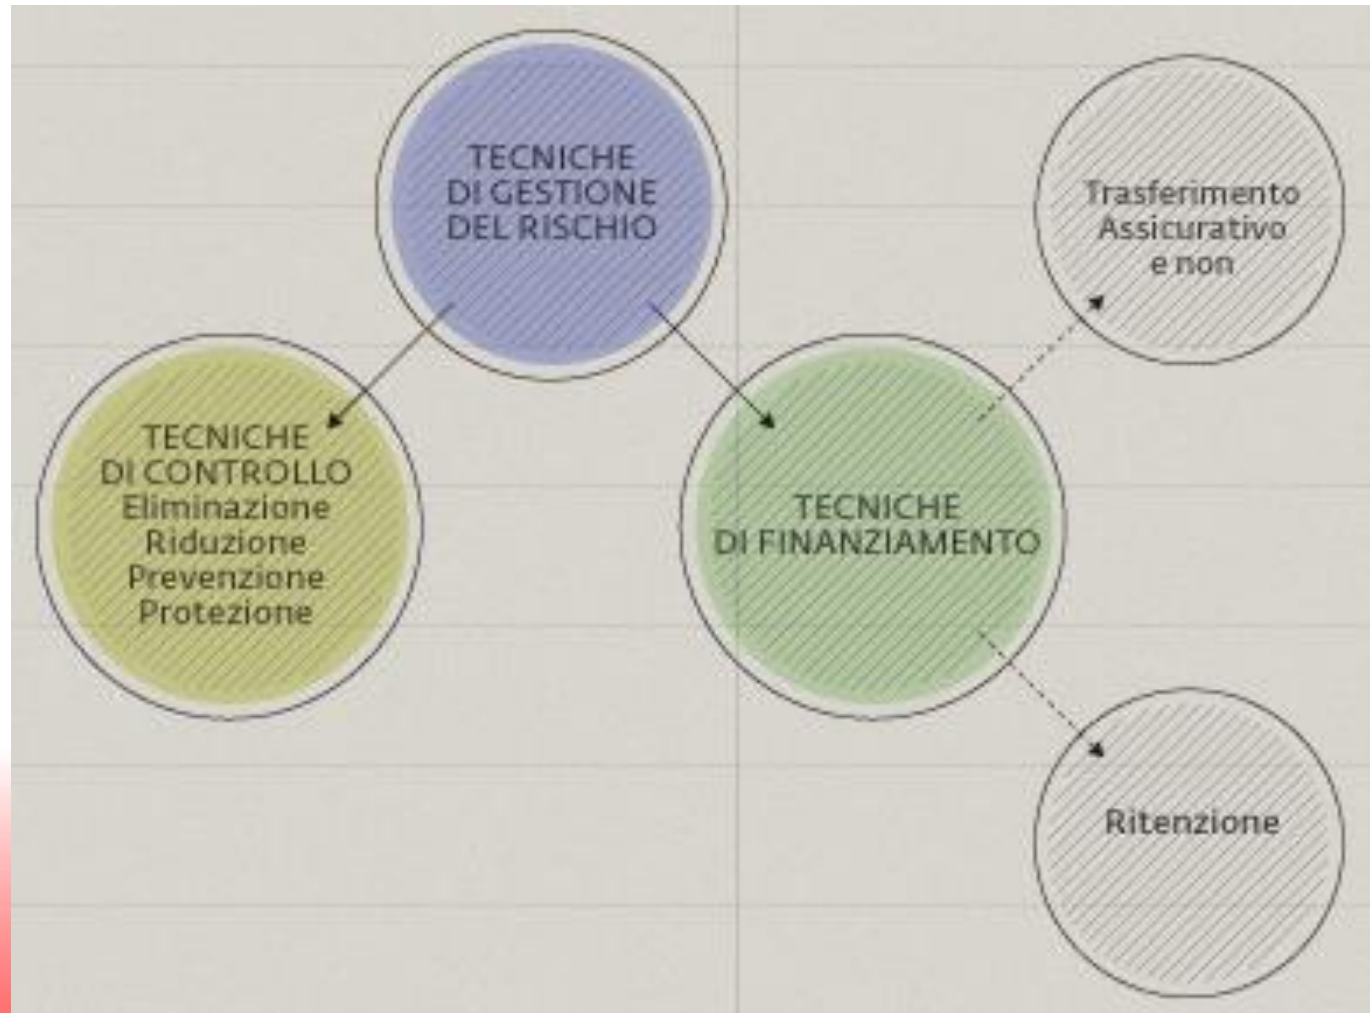 TECNICHE
DI GESTIONE
DEL RISCHIO
TECNICHE
DI CONTROLLO
Eliminazione
Riduzione
Prevenzione
Protezione
TECNICHE
DI FINANZIAMENTO
Trasferimento
Assicurativo
e non
Ritenzione